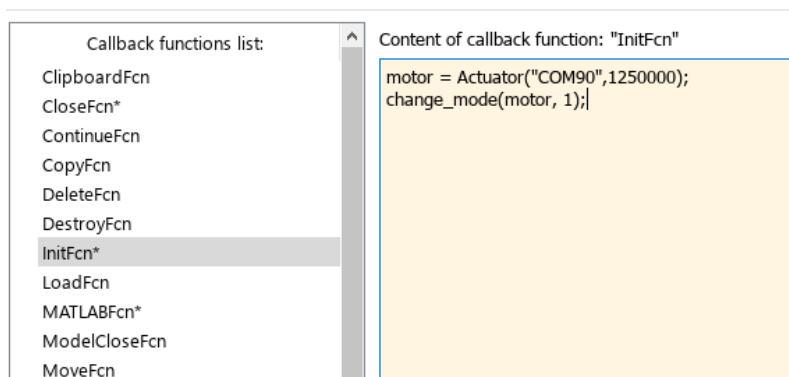 Callback functions list:
ClipboardFcn
CloseFcn*
ContinueFcn
CopyFcn
DeleteFcn
DestroyFcn
InitFcn*
LoadFcn
MATLABFcn*
ModelCloseFcn
MoveFcn
Content of callback function: "InitFcn"
motor = Actuator("COM90",1250000);
change_mode(motor, 1);